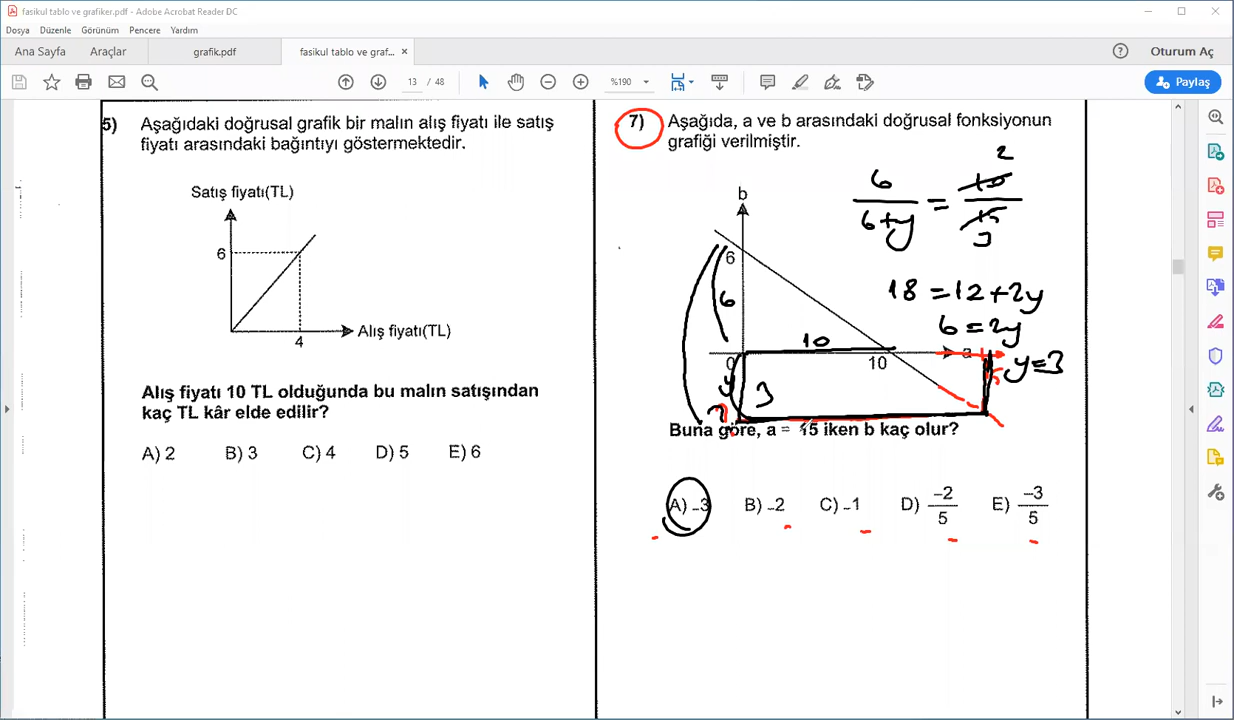 fasikul tablo ve grafiker.pdf - Adobe Acrobat Reader DC
Dosya Düzenle Görünüm Pencere Yardım
Ana Sayfa Araçlar grafik.pdf fasikul tablo ve graf... × Oturum Aç
13 / 48 %190 Paylaş
5) Aşağıdaki doğrusal grafik bir malın alış fiyatı ile satış
fiyatı arasındaki bağıntıyı göstermektedir.
Satış fiyatı(TL)
6
Alış fiyatı(TL)
4
Alış fiyatı 10 TL olduğunda bu malın satışından
kaç TL kâr elde edilir?
A) 2 B) 3 C) 4 D) 5 E) 6
7) Aşağıda, a ve b arasındaki doğrusal fonksiyonun
grafiği verilmiştir.
b
6
6
10
0
10
a
y
3
6/6+y = 10/15
2
3
18 = 12 + 2y
6 = 2y
y = 3
Buna göre, a = 15 iken b kaç olur?
A) –3 B) –2 C) –1 D) –2/5 E) –3/5